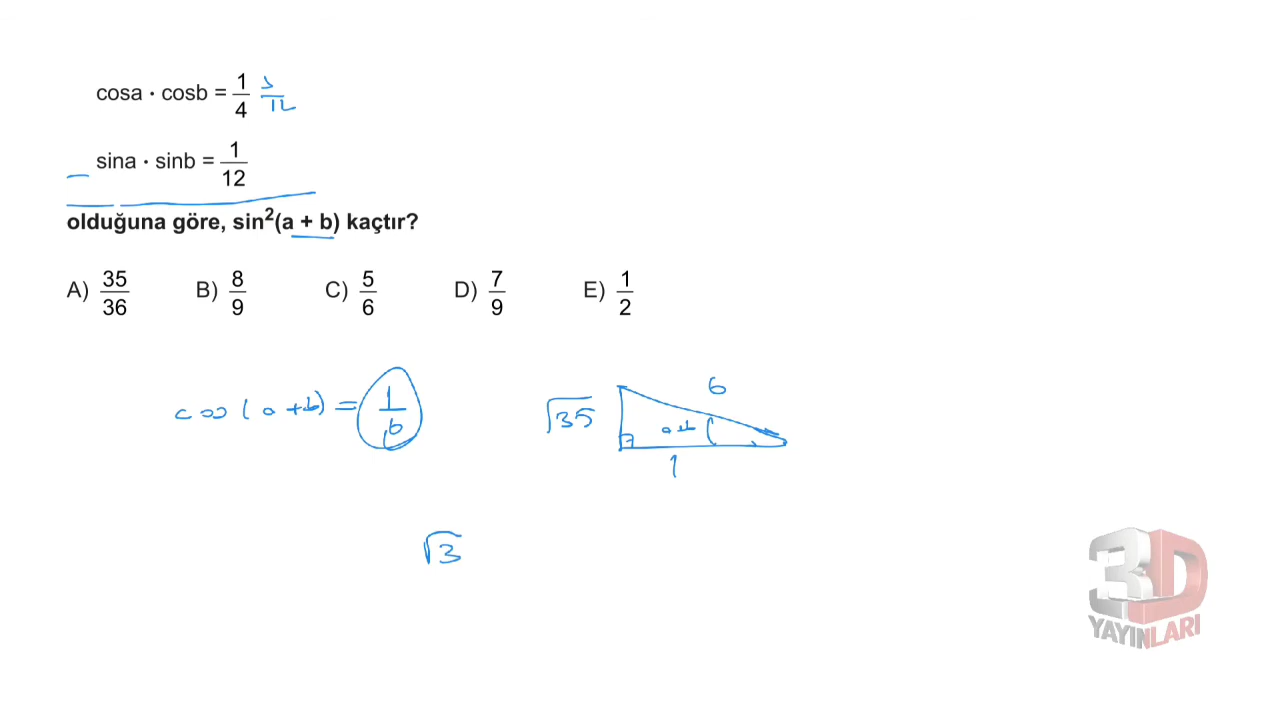 cosa · cosb = 1/4 3/12
— sina · sinb = 1/12
olduğuna göre, sin²(a + b) kaçtır?
A) 35/36 B) 8/9 C) 5/6 D) 7/9 E) 1/2
cos(a+b) = 1/6
6
√35
a+b
1
√3
3D
YAYINLARI